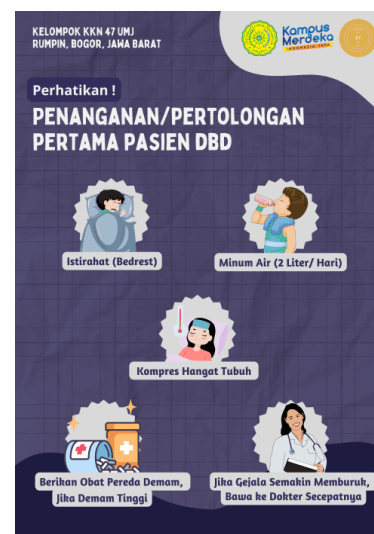 KELOMPOK KKN 47 UMJ
RUMPIN, BOGOR, JAWA BARAT
Kampus
Merdeka
INDONESIA JAYA
Perhatikan !
PENANGANAN/PERTOLONGAN
PERTAMA PASIEN DBD
Istirahat (Bedrest)
Minum Air (2 Liter/ Hari)
Kompres Hangat Tubuh
Berikan Obat Pereda Demam,
Jika Demam Tinggi
Jika Gejala Semakin Memburuk,
Bawa ke Dokter Secepatnya